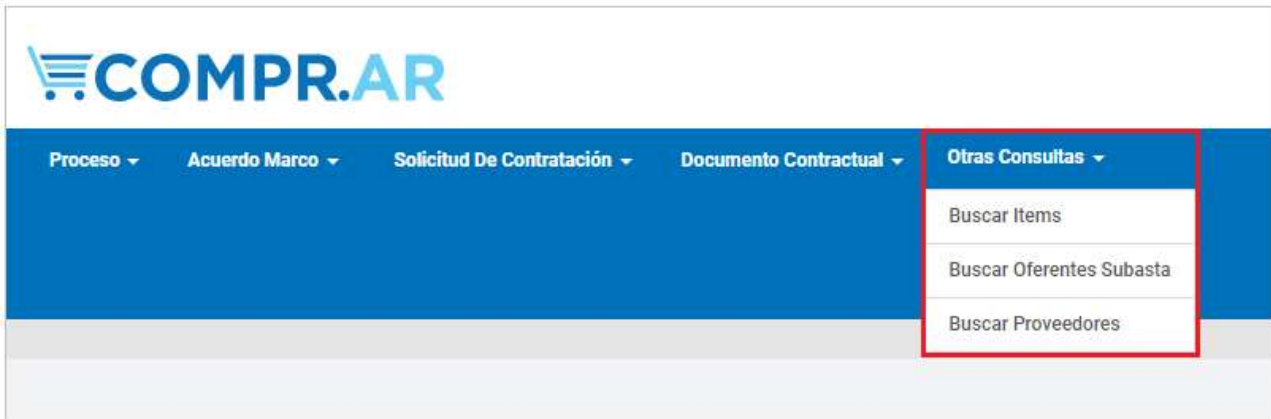 COMPR.AR
Proceso Acuerdo Marco Solicitud De Contratación Documento Contractual Otras Consultas
Buscar Items
Buscar Oferentes Subasta
Buscar Proveedores